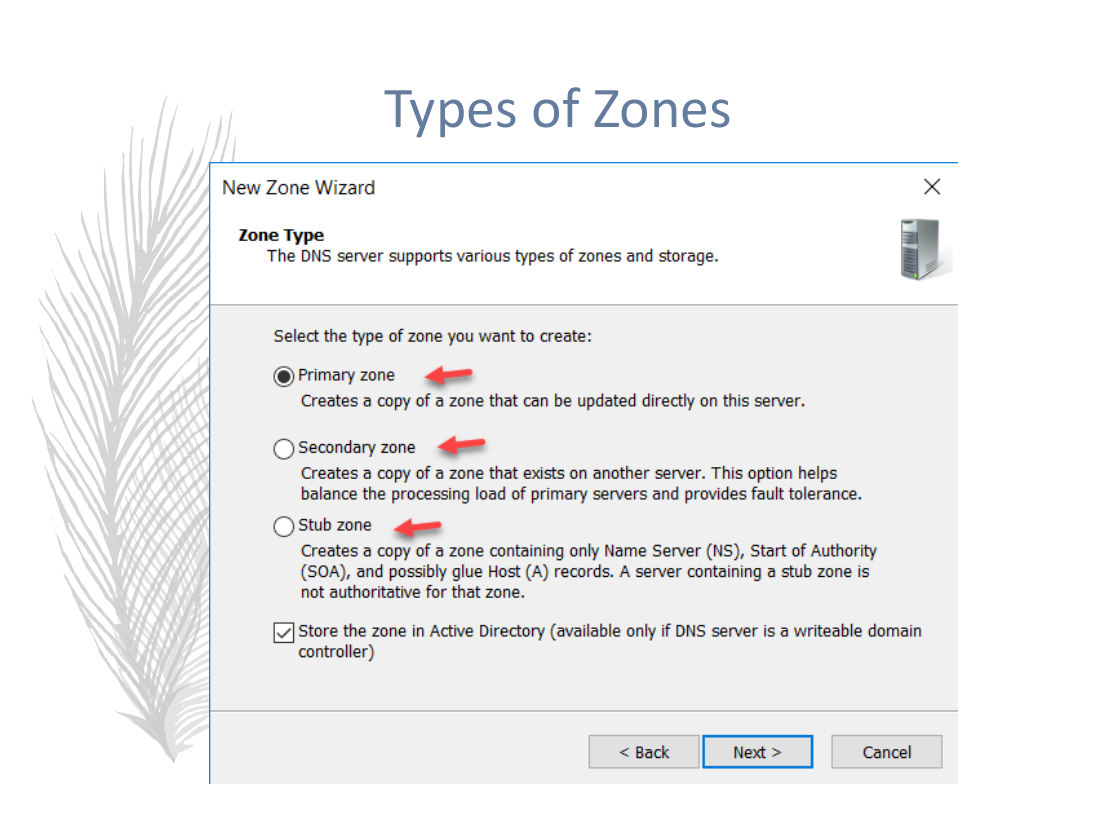 Types of Zones
New Zone Wizard
Zone Type
The DNS server supports various types of zones and storage.
Select the type of zone you want to create:
Primary zone
Creates a copy of a zone that can be updated directly on this server.
Secondary zone
Creates a copy of a zone that exists on another server. This option helps
balance the processing load of primary servers and provides fault tolerance.
Stub zone
Creates a copy of a zone containing only Name Server (NS), Start of Authority
(SOA), and possibly glue Host (A) records. A server containing a stub zone is
not authoritative for that zone.
Store the zone in Active Directory (available only if DNS server is a writeable domain
controller)
< Back
Next >
Cancel